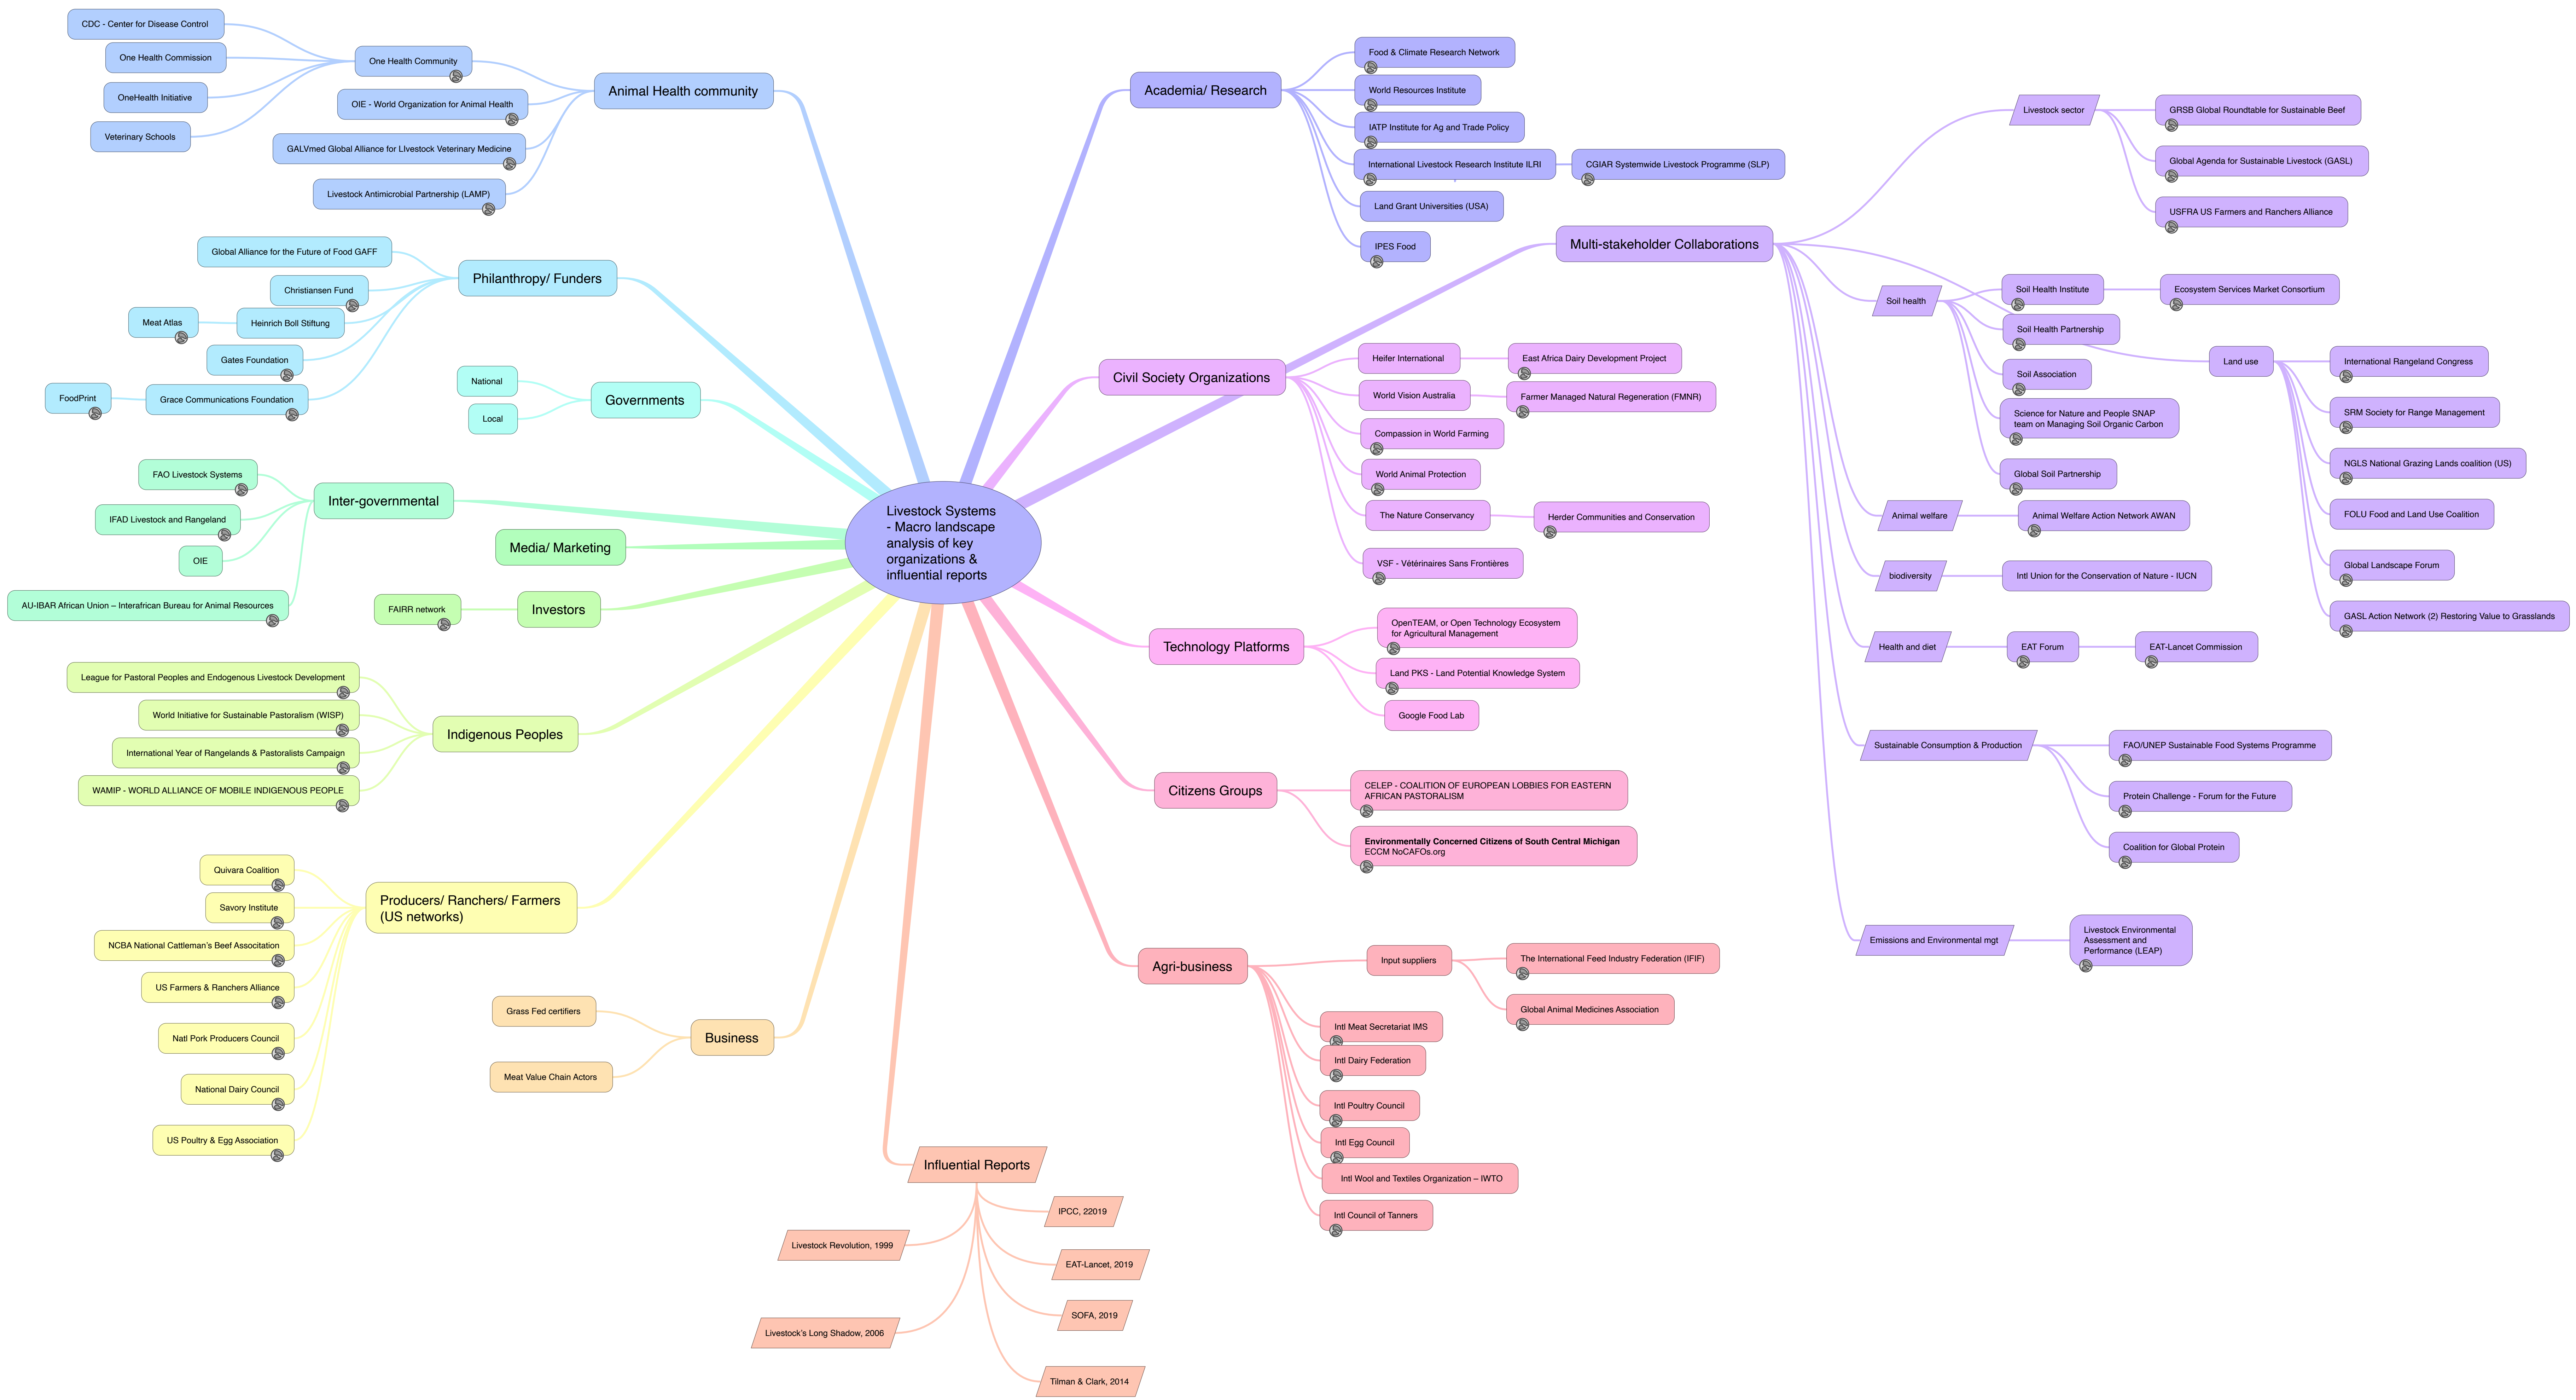 Livestock Systems
- Macro landscape
analysis of key
organizations &
influential reports
Animal Health community
One Health Community
CDC - Center for Disease Control
One Health Commission
OneHealth Initiative
Veterinary Schools
OIE - World Organization for Animal Health
GALVmed Global Alliance for LIvestock Veterinary Medicine
Livestock Antimicrobial Partnership (LAMP)
Philanthropy/ Funders
Global Alliance for the Future of Food GAFF
Christiansen Fund
Heinrich Boll Stiftung
Meat Atlas
Gates Foundation
Grace Communications Foundation
FoodPrint
Governments
National
Local
Inter-governmental
FAO Livestock Systems
IFAD Livestock and Rangeland
OIE
AU-IBAR African Union – Interafrican Bureau for Animal Resources
Media/ Marketing
Investors
FAIRR network
Indigenous Peoples
League for Pastoral Peoples and Endogenous Livestock Development
World Initiative for Sustainable Pastoralism (WISP)
International Year of Rangelands & Pastoralists Campaign
WAMIP - WORLD ALLIANCE OF MOBILE INDIGENOUS PEOPLE
Producers/ Ranchers/ Farmers
(US networks)
Quivara Coalition
Savory Institute
NCBA National Cattleman's Beef Associtation
US Farmers & Ranchers Alliance
Natl Pork Producers Council
National Dairy Council
US Poultry & Egg Association
Business
Grass Fed certifiers
Meat Value Chain Actors
Influential Reports
Livestock Revolution, 1999
Livestock's Long Shadow, 2006
IPCC, 22019
EAT-Lancet, 2019
SOFA, 2019
Tilman & Clark, 2014
Academia/ Research
Food & Climate Research Network
World Resources Institute
IATP Institute for Ag and Trade Policy
International Livestock Research Institute ILRI
CGIAR Systemwide Livestock Programme (SLP)
Land Grant Universities (USA)
IPES Food
Multi-stakeholder Collaborations
Livestock sector
GRSB Global Roundtable for Sustainable Beef
Global Agenda for Sustainable Livestock (GASL)
USFRA US Farmers and Ranchers Alliance
Soil health
Soil Health Institute
Ecosystem Services Market Consortium
Soil Health Partnership
Soil Association
Science for Nature and People SNAP
team on Managing Soil Organic Carbon
Global Soil Partnership
Land use
International Rangeland Congress
SRM Society for Range Management
NGLS National Grazing Lands coalition (US)
FOLU Food and Land Use Coalition
Global Landscape Forum
GASL Action Network (2) Restoring Value to Grasslands
Animal welfare
Animal Welfare Action Network AWAN
biodiversity
Intl Union for the Conservation of Nature - IUCN
Health and diet
EAT Forum
EAT-Lancet Commission
Sustainable Consumption & Production
FAO/UNEP Sustainable Food Systems Programme
Protein Challenge - Forum for the Future
Coalition for Global Protein
Emissions and Environmental mgt
Livestock Environmental
Assessment and
Performance (LEAP)
Civil Society Organizations
Heifer International
East Africa Dairy Development Project
World Vision Australia
Farmer Managed Natural Regeneration (FMNR)
Compassion in World Farming
World Animal Protection
The Nature Conservancy
Herder Communities and Conservation
VSF - Vétérinaires Sans Frontières
Technology Platforms
OpenTEAM, or Open Technology Ecosystem
for Agricultural Management
Land PKS - Land Potential Knowledge System
Google Food Lab
Citizens Groups
CELEP - COALITION OF EUROPEAN LOBBIES FOR EASTERN
AFRICAN PASTORALISM
Environmentally Concerned Citizens of South Central Michigan
ECCM NoCAFOs.org
Agri-business
Input suppliers
The International Feed Industry Federation (IFIF)
Global Animal Medicines Association
Intl Meat Secretariat IMS
Intl Dairy Federation
Intl Poultry Council
Intl Egg Council
Intl Wool and Textiles Organization – IWTO
Intl Council of Tanners